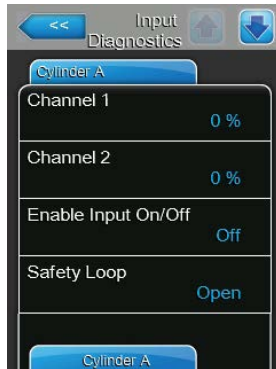 <<
Input
Diagnostics
Cylinder A
Channel 1
0 %
Channel 2
0 %
Enable Input On/Off
Off
Safety Loop
Open
Cylinder A